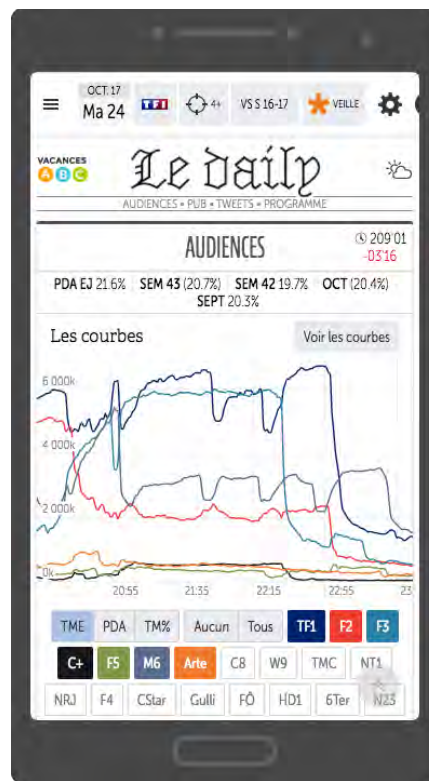 OCT. 17
Ma 24 TF1 4+ VS S 16-17 VEILLE
VACANCES
A B C
Le daily
AUDIENCES • PUB • TWEETS • PROGRAMME
AUDIENCES
209'01
-03'16
PDA EJ 21.6% SEM 43 (20.7%) SEM 42 19.7% OCT (20.4%)
SEPT 20.3%
Les courbes Voir les courbes
6 000k
4 000k
2 000k
0k
20:55 21:35 22:15 22:55 23
TME PDA TM% Aucun Tous TF1 F2 F3
C+ F5 M6 Arte C8 W9 TMC NT1
NRJ F4 CStar Gulli FÔ HD1 6Ter N23